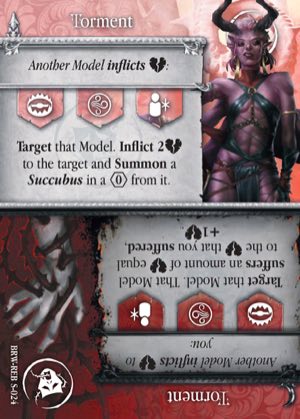 Torment
Another Model inflicts :
Target that Model. Inflict 2
to the target and Summon a
Succubus in a 0 from it.
Torment
Another Model inflicts to
you:
Target that Model. That Model
suffers an amount of equal
to the that you suffered,
+1 .
BRW-REB S-024